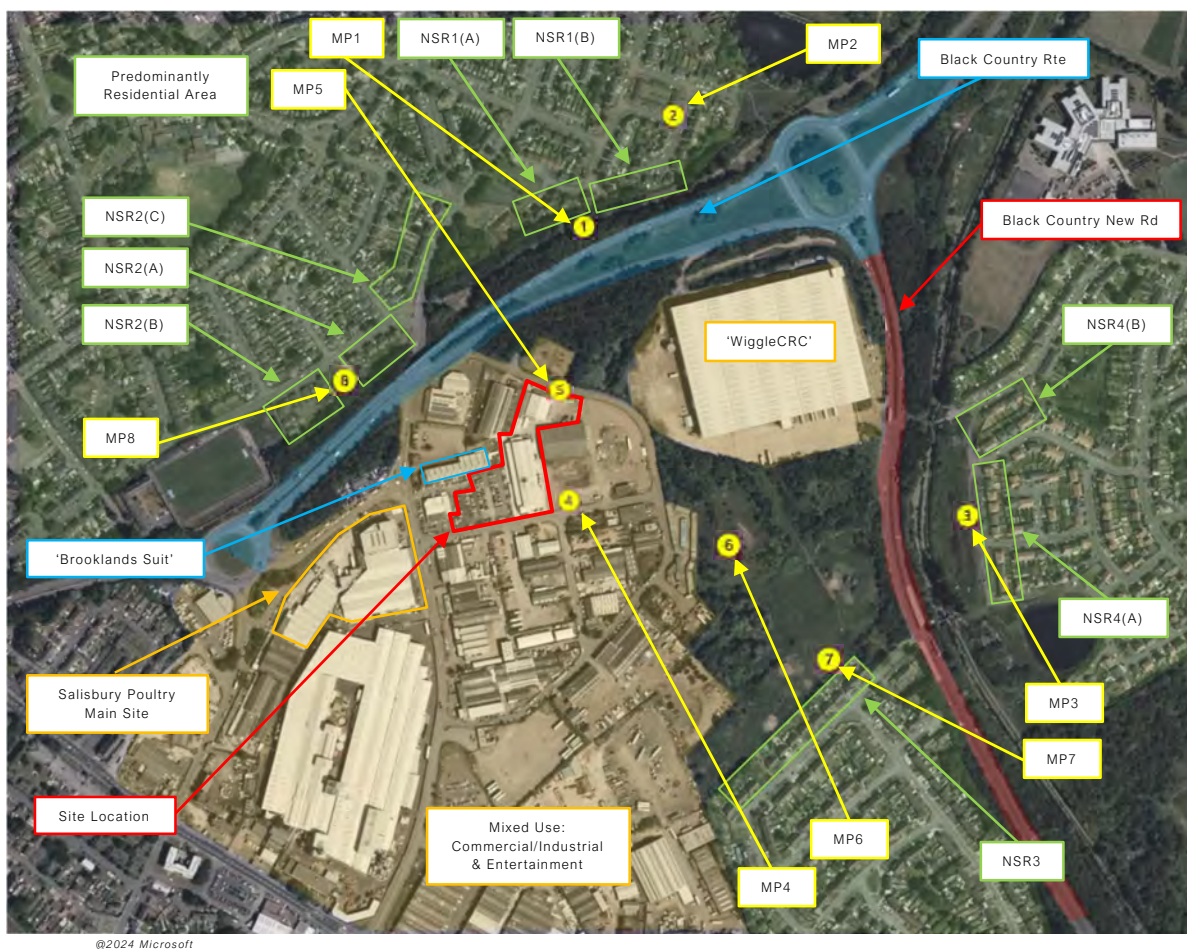 MP1
NSR1(A)
NSR1(B)
MP2
Black Country Rte
Predominantly
Residential Area
MP5
2
NSR2(C)
1
Black Country New Rd
NSR2(A)
NSR2(B)
'WiggleCRC'
NSR4(B)
8
5
MP8
4
3
6
'Brooklands Suit'
NSR4(A)
7
Salisbury Poultry
Main Site
MP3
MP7
Site Location
Mixed Use:
Commercial/Industrial
& Entertainment
MP6
NSR3
MP4
@2024 Microsoft